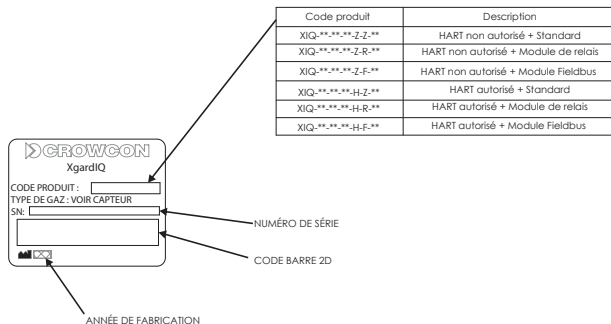 Code produit Description
XIQ-**-**-**-Z-Z-** HART non autorisé + Standard
XIQ-**-**-**-Z-R-** HART non autorisé + Module de relais
XIQ-**-**-**-Z-F-** HART non autorisé + Module Fieldbus
XIQ-**-**-**-H-Z-** HART autorisé + Standard
XIQ-**-**-**-H-R-** HART autorisé + Module de relais
XIQ-**-**-**-H-F-** HART autorisé + Module Fieldbus
CROWCON
XgardIQ
CODE PRODUIT :
TYPE DE GAZ : VOIR CAPTEUR
SN:
NUMÉRO DE SÉRIE
CODE BARRE 2D
ANNÉE DE FABRICATION